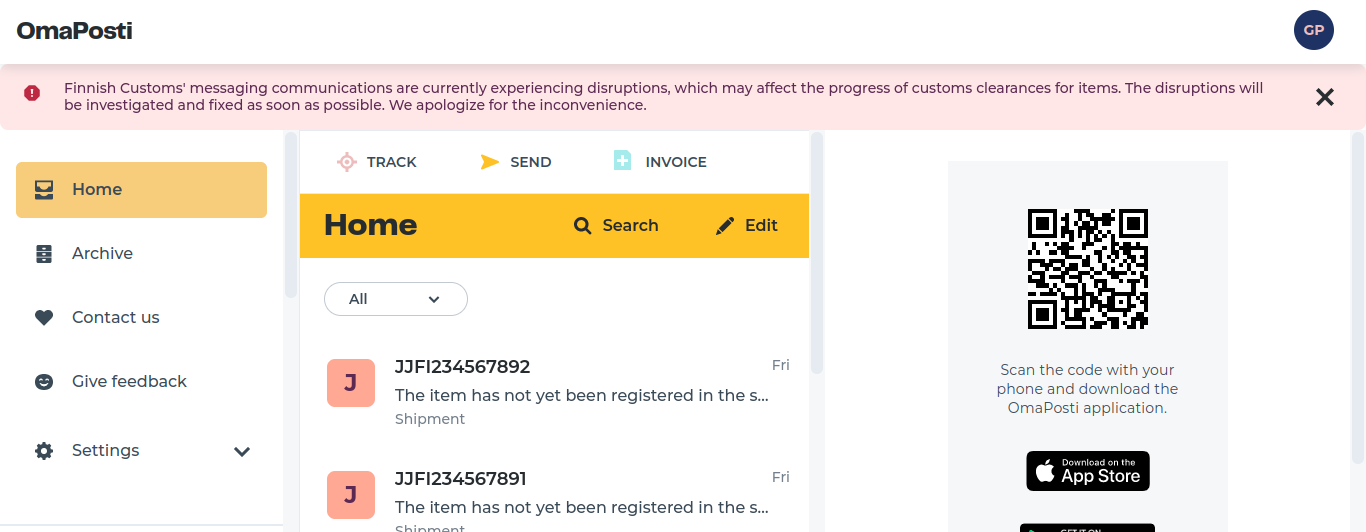 OmaPosti
GP
Finnish Customs' messaging communications are currently experiencing disruptions, which may affect the progress of customs clearances for items. The disruptions will
be investigated and fixed as soon as possible. We apologize for the inconvenience.
Home
Archive
Contact us
Give feedback
Settings
TRACK SEND INVOICE
Home Search Edit
All
J
JJFI234567892 Fri
The item has not yet been registered in the s...
Shipment
J
JJFI234567891 Fri
The item has not yet been registered in the s...
Shipment
Scan the code with your
phone and download the
OmaPosti application.
Download on the
App Store
GET IT ON